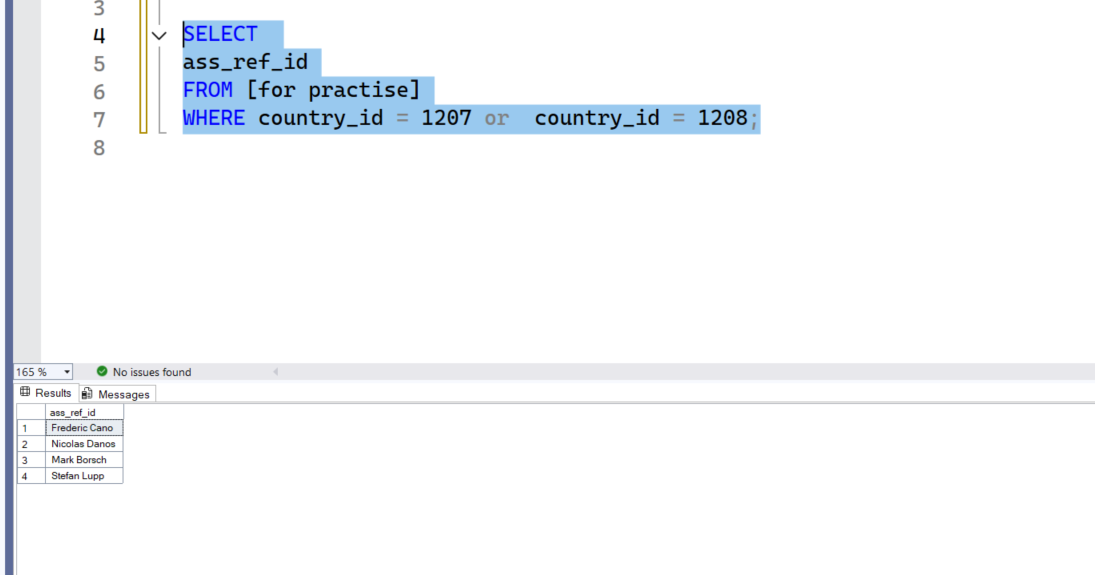 3
4 SELECT
5 ass_ref_id
6 FROM [for practise]
7 WHERE country_id = 1207 or  country_id = 1208;
8
165 % No issues found
Results Messages
ass_ref_id
1 Frederic Cano
2 Nicolas Danos
3 Mark Borsch
4 Stefan Lupp